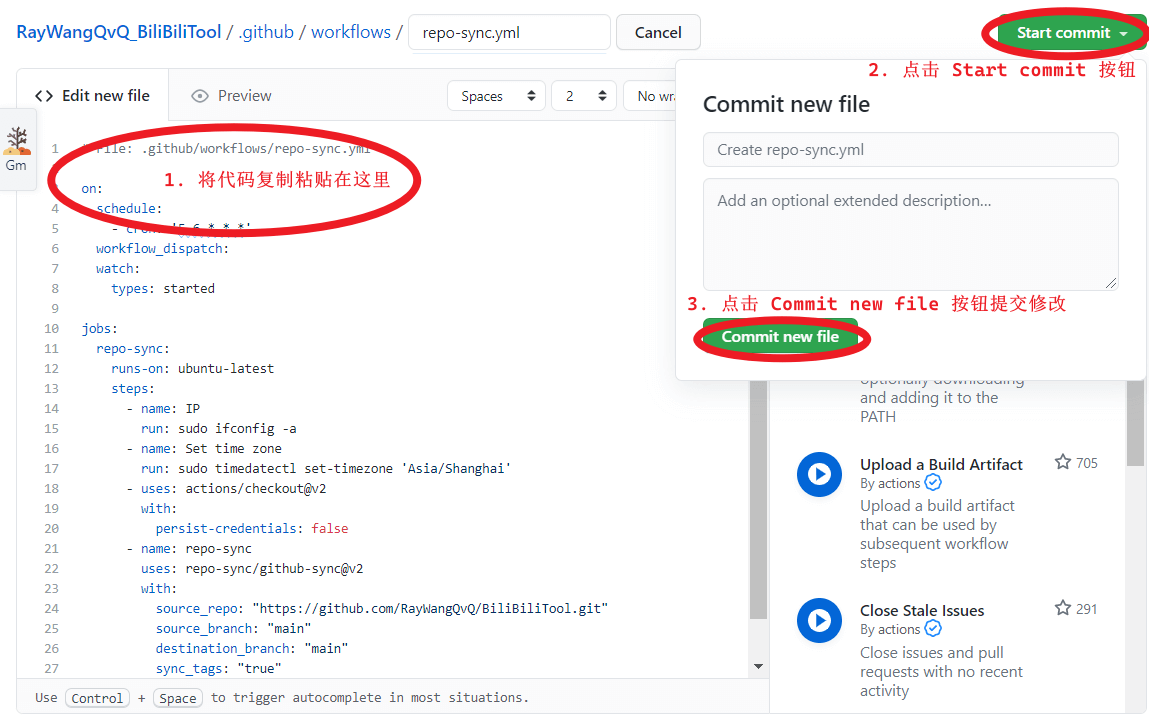 RayWangQvQ_BiliBiliTool / .github / workflows / repo-sync.yml Cancel
Start commit
2. 点击 Start commit 按钮
<> Edit new file
Preview
Spaces
2
No wra
Gm
1 File: .github/workflows/repo-sync.yml
1. 将代码复制粘贴在这里
on:
4 schedule:
5 - cron: '5 6 * * *'
6 workflow_dispatch:
7 watch:
8 types: started
9
10 jobs:
11 repo-sync:
12 runs-on: ubuntu-latest
13 steps:
14 - name: IP
15 run: sudo ifconfig -a
16 - name: Set time zone
17 run: sudo timedatectl set-timezone 'Asia/Shanghai'
18 - uses: actions/checkout@v2
19 with:
20 persist-credentials: false
21 - name: repo-sync
22 uses: repo-sync/github-sync@v2
23 with:
24 source_repo: "https://github.com/RayWangQvQ/BiliBiliTool.git"
25 source_branch: "main"
26 destination_branch: "main"
27 sync_tags: "true"
Use Control + Space to trigger autocomplete in most situations.
Commit new file
Create repo-sync.yml
Add an optional extended description...
3. 点击 Commit new file 按钮提交修改
Commit new file
optionally downloading
and adding it to the
PATH
Upload a Build Artifact
705
By actions
Upload a build artifact
that can be used by
subsequent workflow
steps
Close Stale Issues
291
By actions
Close issues and pull
requests with no recent
activity